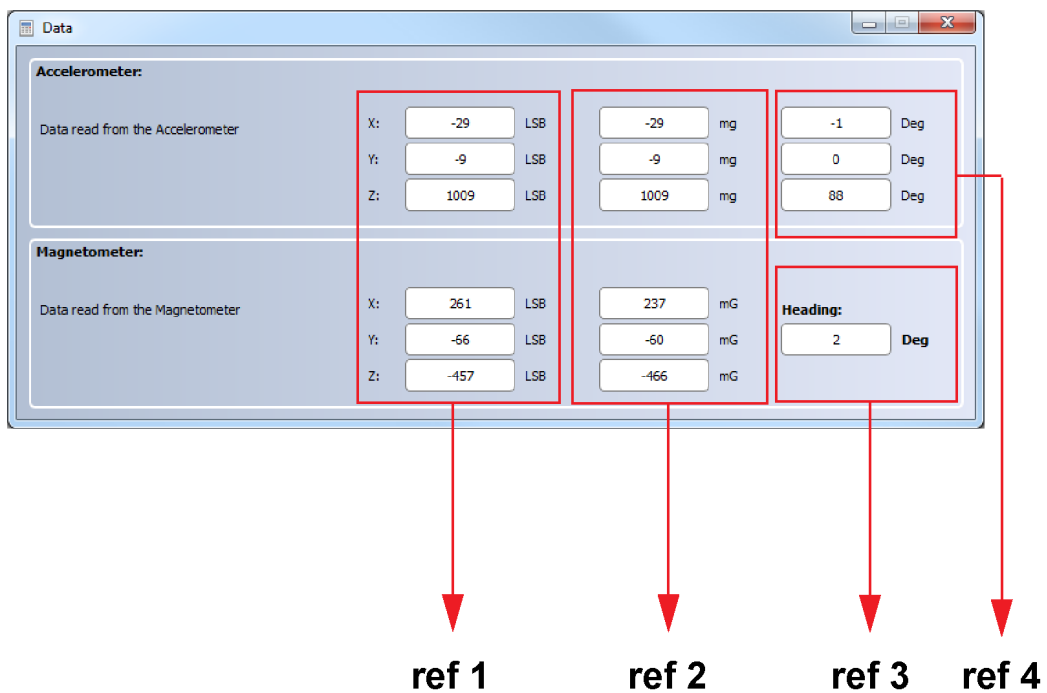 Data
Accelerometer:
Data read from the Accelerometer
X: -29 LSB -29 mg -1 Deg
Y: -9 LSB -9 mg 0 Deg
Z: 1009 LSB 1009 mg 88 Deg
Magnetometer:
Data read from the Magnetometer
X: 261 LSB 237 mG Heading:
Y: -66 LSB -60 mG 2 Deg
Z: -457 LSB -466 mG
ref 1 ref 2 ref 3 ref 4